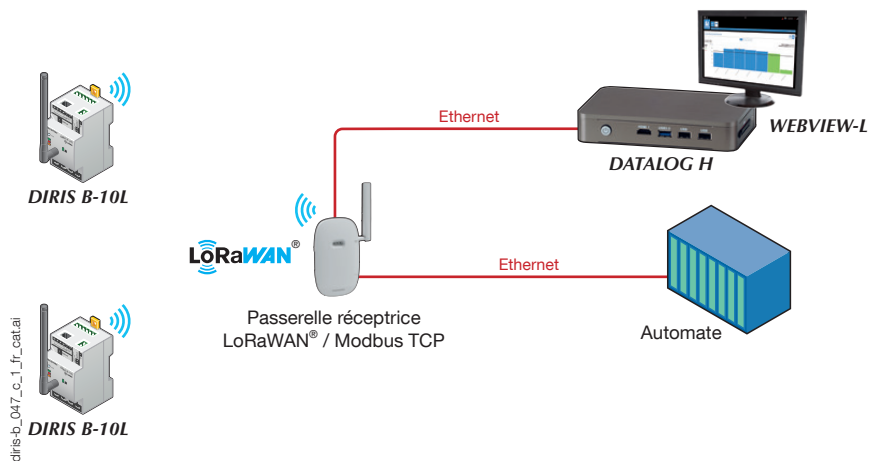 DIRIS B-10L
Ethernet
WEBVIEW-L
DATALOG H
LoRaWAN®
Ethernet
Passerelle réceptrice
LoRaWAN® / Modbus TCP
Automate
DIRIS B-10L
diris-b_047_c_1_fr_cat.ai